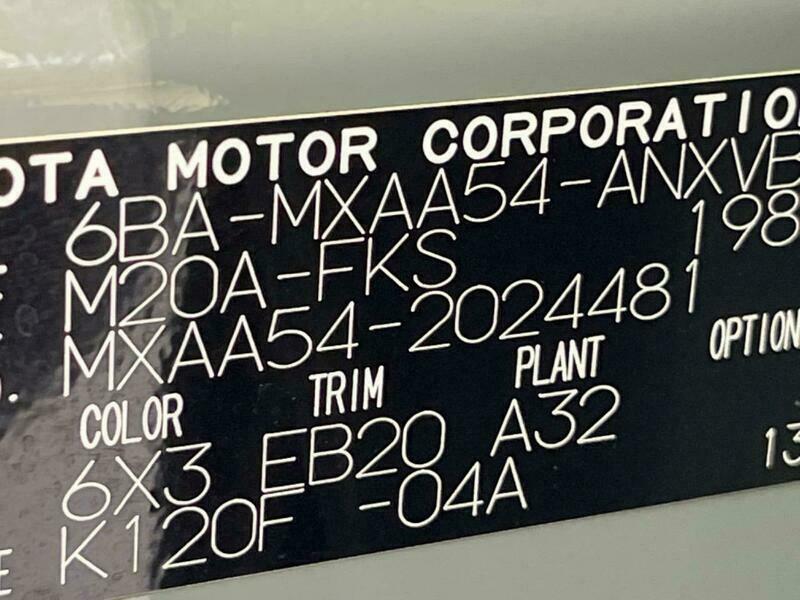 OTA MOTOR CORPORATION
6BA-MXAA54-ANXVB
M20A-FKS 198
. MXAA54-2024481
COLOR TRIM PLANT OPTION
6X3 EB20 A32
E K120F -04A 13